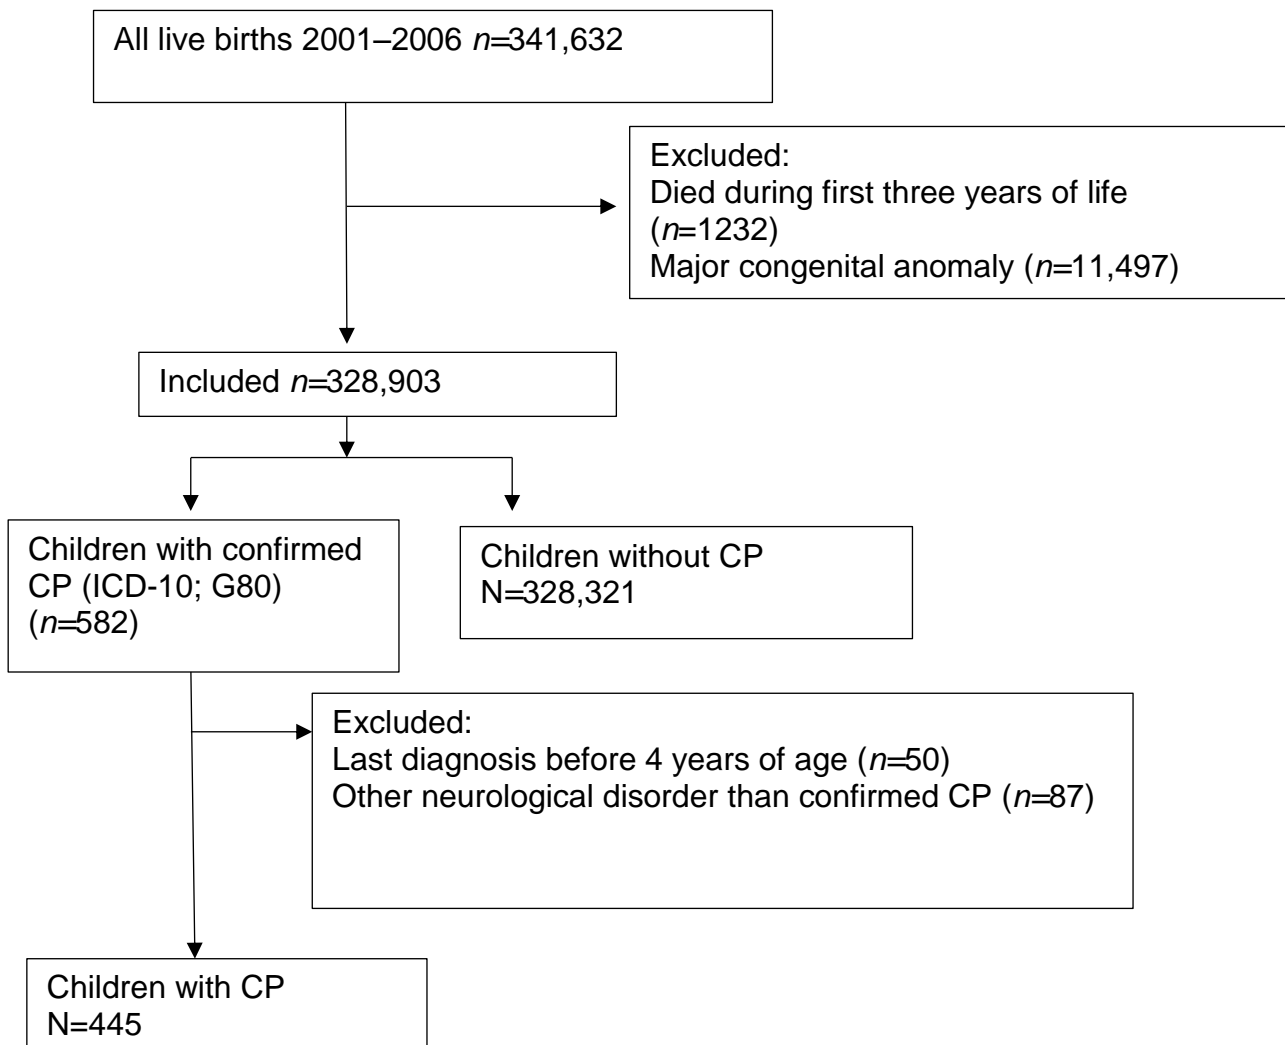 All live births 2001–2006 n=341,632
Excluded:
Died during first three years of life
(n=1232)
Major congenital anomaly (n=11,497)
Included n=328,903
Children with confirmed
CP (ICD-10; G80)
(n=582)
Children without CP
N=328,321
Excluded:
Last diagnosis before 4 years of age (n=50)
Other neurological disorder than confirmed CP (n=87)
Children with CP
N=445